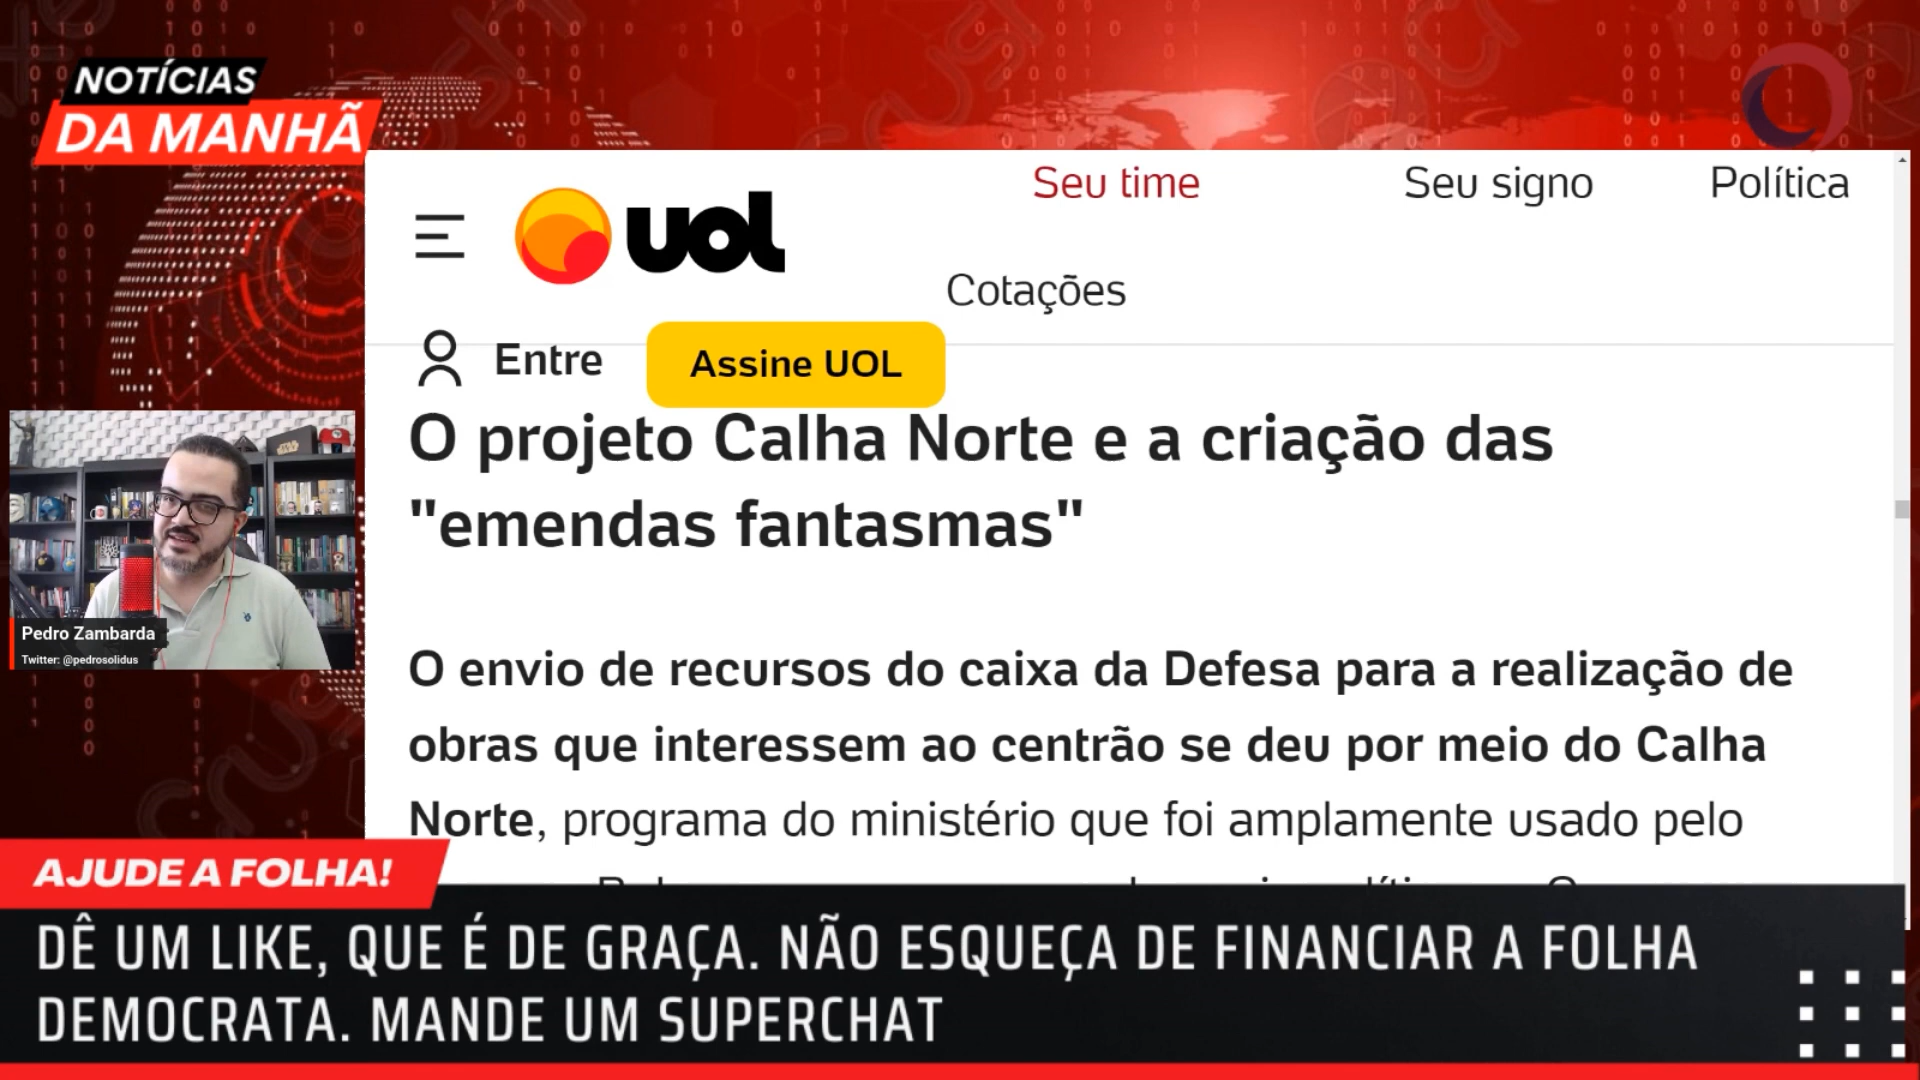 NOTÍCIAS
DA MANHÃ
Seu time
Seu signo
Política
uol
Cotações
Entre
Assine UOL
O projeto Calha Norte e a criação das
"emendas fantasmas"
O envio de recursos do caixa da Defesa para a realização de
obras que interessem ao centrão se deu por meio do Calha
Norte, programa do ministério que foi amplamente usado pelo
Pedro Zambarda
Twitter: @pedrosolidus
AJUDE A FOLHA!
DÊ UM LIKE, QUE É DE GRAÇA. NÃO ESQUEÇA DE FINANCIAR A FOLHA
DEMOCRATA. MANDE UM SUPERCHAT